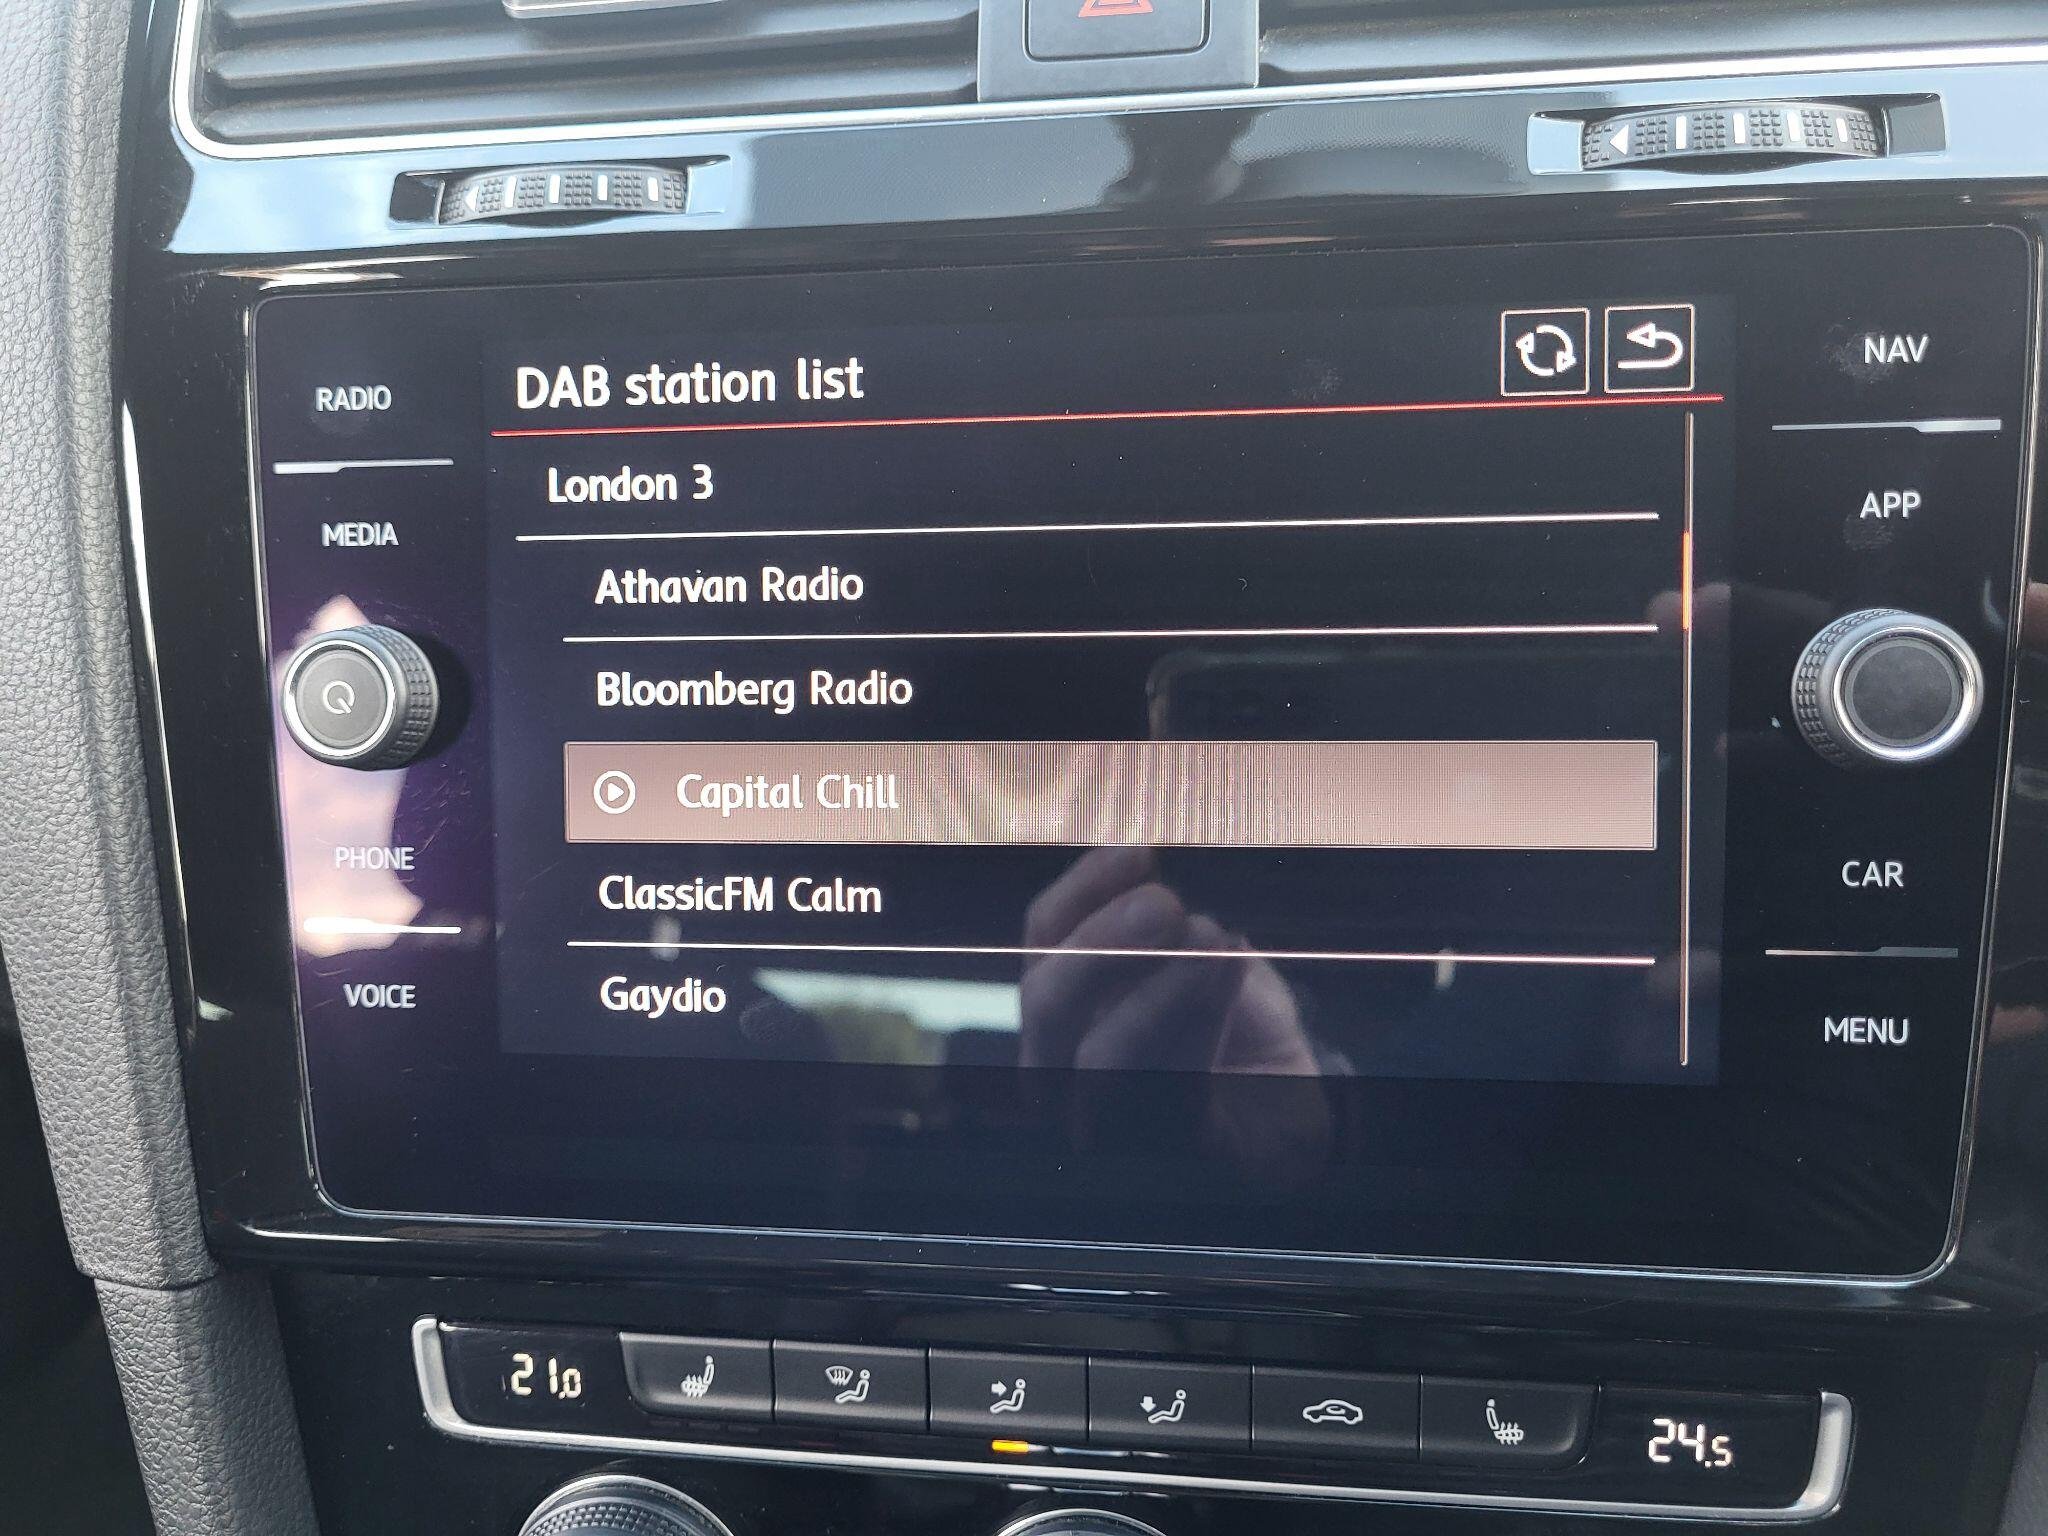 DAB station list
London 3
Athavan Radio
Bloomberg Radio
Capital Chill
ClassicFM Calm
Gaydio
RADIO
MEDIA
PHONE
VOICE
NAV
APP
CAR
MENU
21.0
24.5